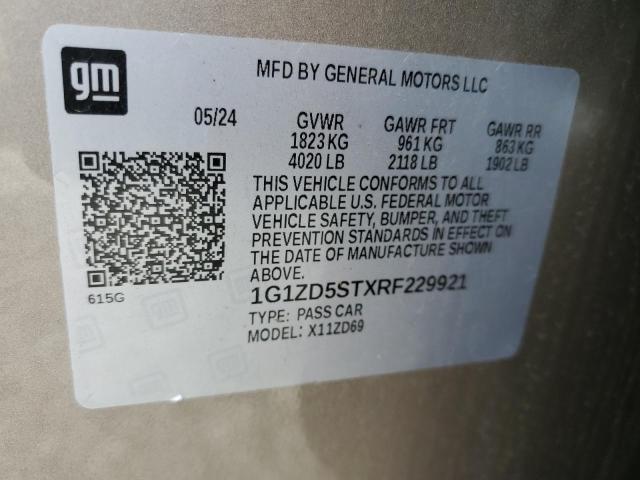 gm
MFD BY GENERAL MOTORS LLC
05/24 GVWR GAWR FRT GAWR RR
1823 KG 961 KG 863 KG
4020 LB 2118 LB 1902 LB
THIS VEHICLE CONFORMS TO ALL
APPLICABLE U.S. FEDERAL MOTOR
VEHICLE SAFETY, BUMPER, AND THEFT
PREVENTION STANDARDS IN EFFECT ON
THE DATE OF MANUFACTURE SHOWN
ABOVE.
615G
1G1ZD5STXRF229921
TYPE: PASS CAR
MODEL: X11ZD69